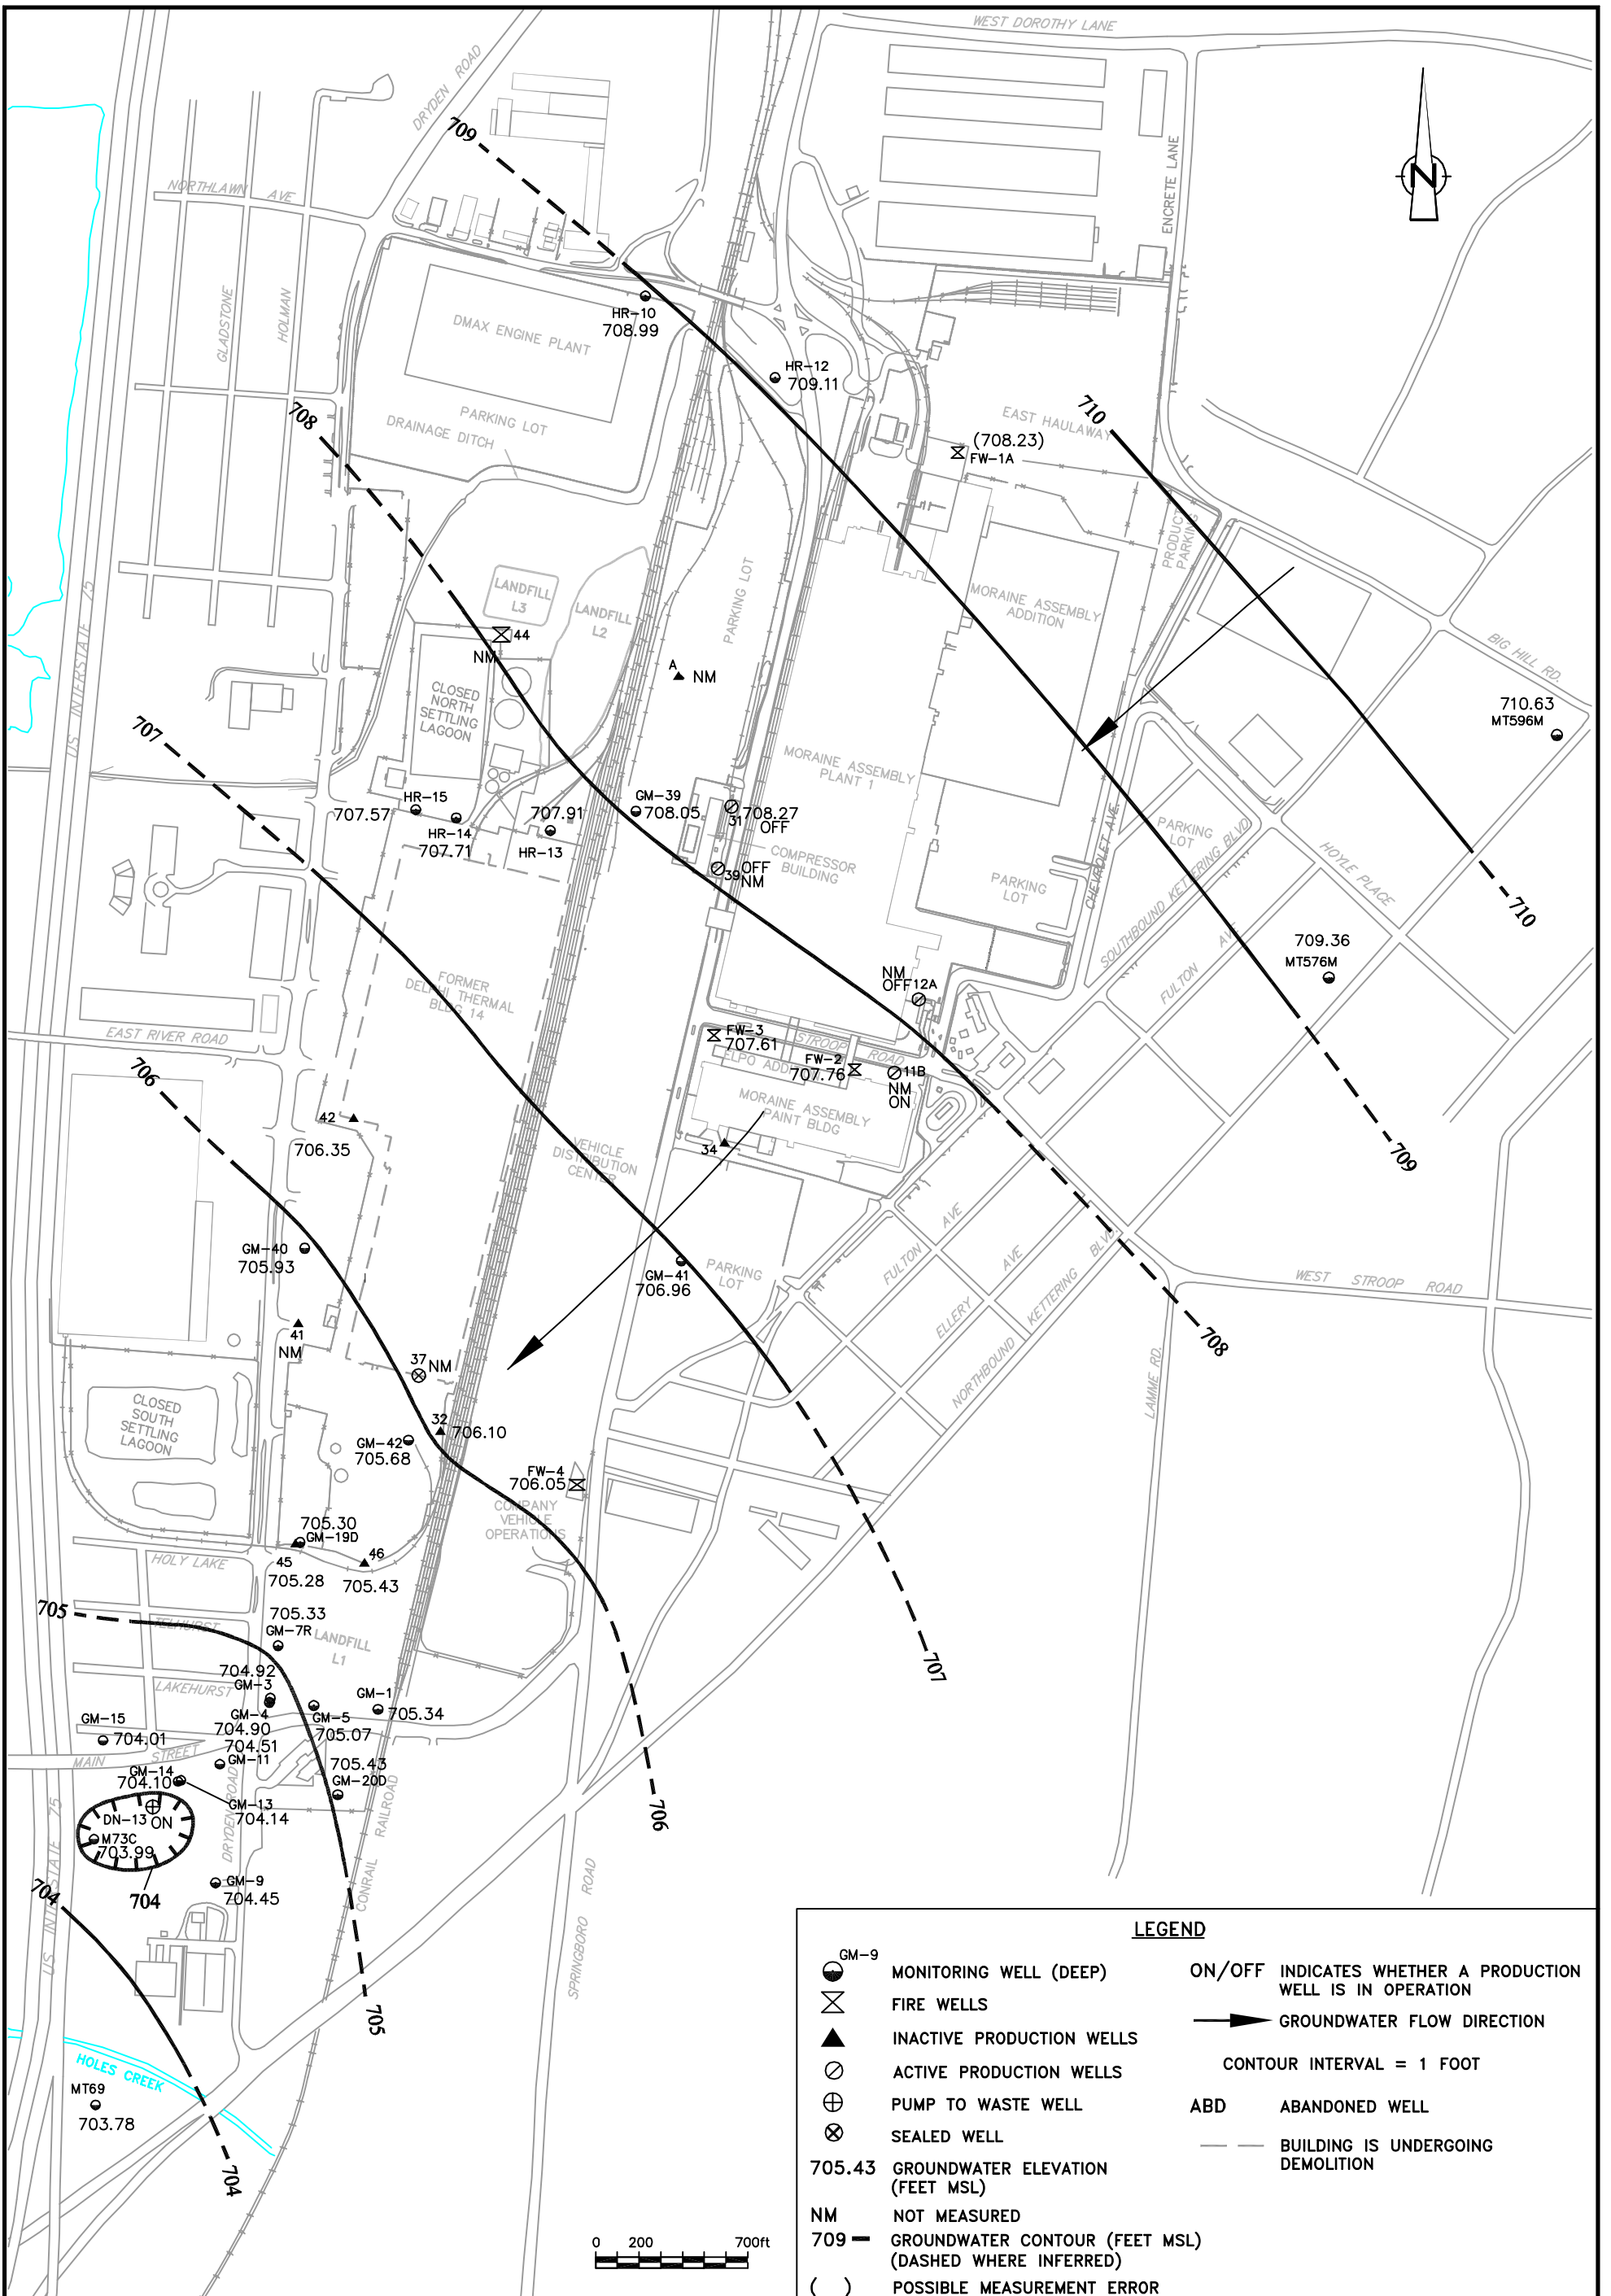 WEST DOROTHY LANE
DRYDEN ROAD
709
ENCRETE LANE
N
NORTHLAWN AVE
GLADSTONE
HOLMAN
HR-10
708.99
DMAX ENGINE PLANT
HR-12
709.11
PARKING LOT
DRAINAGE DITCH
708
EAST HAULAWAY
710
(708.23)
FW-1A
PRODUCT
PARKING
US INTERSTATE 75
LANDFILL
L3
LANDFILL
L2
PARKING LOT
MORAINE ASSEMBLY
ADDITION
44
NM
A
NM
BIG HILL RD.
CLOSED
NORTH
SETTLING
LAGOON
710.63
MT596M
707
MORAINE ASSEMBLY
PLANT 1
HR-15
707.57
HR-14
707.71
707.91
HR-13
GM-39
708.05
31
708.27
OFF
39
OFF
NM
COMPRESSOR
BUILDING
CHEVROLET AVE.
PARKING
LOT
PARKING
LOT
SOUTHBOUND KETTERING BLVD
HOYLE PLACE
710
FULTON AVE
709.36
MT576M
FORMER
DELPHI THERMAL
BLDG 14
NM
OFF
12A
EAST RIVER ROAD
FW-3
707.61
STROOP ROAD
ELPO ADD
FW-2
707.76
11B
NM
ON
706
MORAINE ASSEMBLY
PAINT BLDG
42
706.35
VEHICLE
DISTRIBUTION
CENTER
34
709
GM-40
705.93
GM-41
706.96
PARKING
LOT
FULTON AVE
ELLERY AVE
NORTHBOUND KETTERING BLVD.
WEST STROOP ROAD
41
NM
708
LAMME RD.
37
NM
CLOSED
SOUTH
SETTLING
LAGOON
32
706.10
GM-42
705.68
FW-4
706.05
COMPANY
VEHICLE
OPERATIONS
705.30
GM-19D
45
705.28
46
705.43
HOLY LAKE
705
TELHURST
705.33
GM-7R
LANDFILL
L1
707
704.92
GM-3
LAKEHURST
GM-1
705.34
GM-4
704.90
GM-5
705.07
GM-15
704.01
704.51
GM-11
MAIN STREET
705.43
GM-20D
GM-14
704.10
GM-13
704.14
DN-13
ON
M73C
703.99
704
DRYDEN ROAD
CONRAIL RAILROAD
706
GM-9
704.45
704
US INTERSTATE 75
SPRINGBORO ROAD
705
HOLES CREEK
MT69
703.78
704
0 200 700ft
LEGEND
GM-9
MONITORING WELL (DEEP)
FIRE WELLS
INACTIVE PRODUCTION WELLS
ACTIVE PRODUCTION WELLS
PUMP TO WASTE WELL
SEALED WELL
705.43 GROUNDWATER ELEVATION
(FEET MSL)
NM NOT MEASURED
709 GROUNDWATER CONTOUR (FEET MSL)
(DASHED WHERE INFERRED)
( ) POSSIBLE MEASUREMENT ERROR
ON/OFF INDICATES WHETHER A PRODUCTION
WELL IS IN OPERATION
GROUNDWATER FLOW DIRECTION
CONTOUR INTERVAL = 1 FOOT
ABD ABANDONED WELL
BUILDING IS UNDERGOING
DEMOLITION